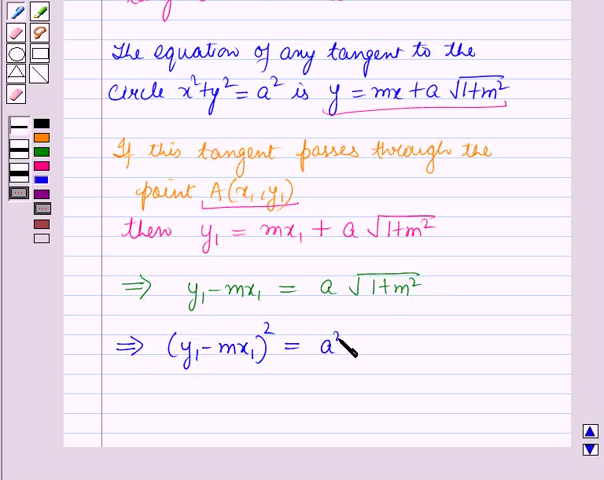 The equation of any tangent to the
circle x²+y² = a² is y = mx + a √1+m²
If this tangent passes through the
point A(x₁,y₁)
then y₁ = mx₁ + a √1+m²
⇒ y₁ - mx₁ = a √1+m²
⇒ (y₁ - mx₁)² = a²